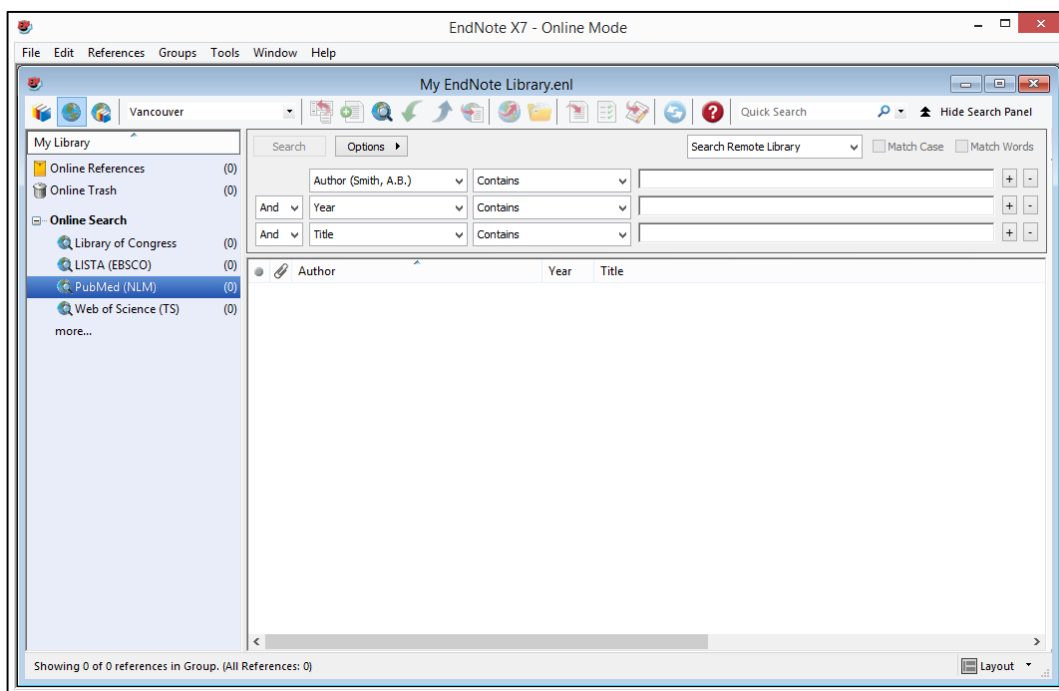 EndNote X7 - Online Mode
File Edit References Groups Tools Window Help
My EndNote Library.enl
Vancouver Quick Search Hide Search Panel
My Library
Search Options Search Remote Library Match Case Match Words
Online References (0)
Author (Smith, A.B.) Contains + -
Online Trash (0)
And Year Contains + -
Online Search
And Title Contains + -
Library of Congress (0)
LISTA (EBSCO) (0)
Author Year Title
PubMed (NLM) (0)
Web of Science (TS) (0)
more...
Showing 0 of 0 references in Group. (All References: 0) Layout